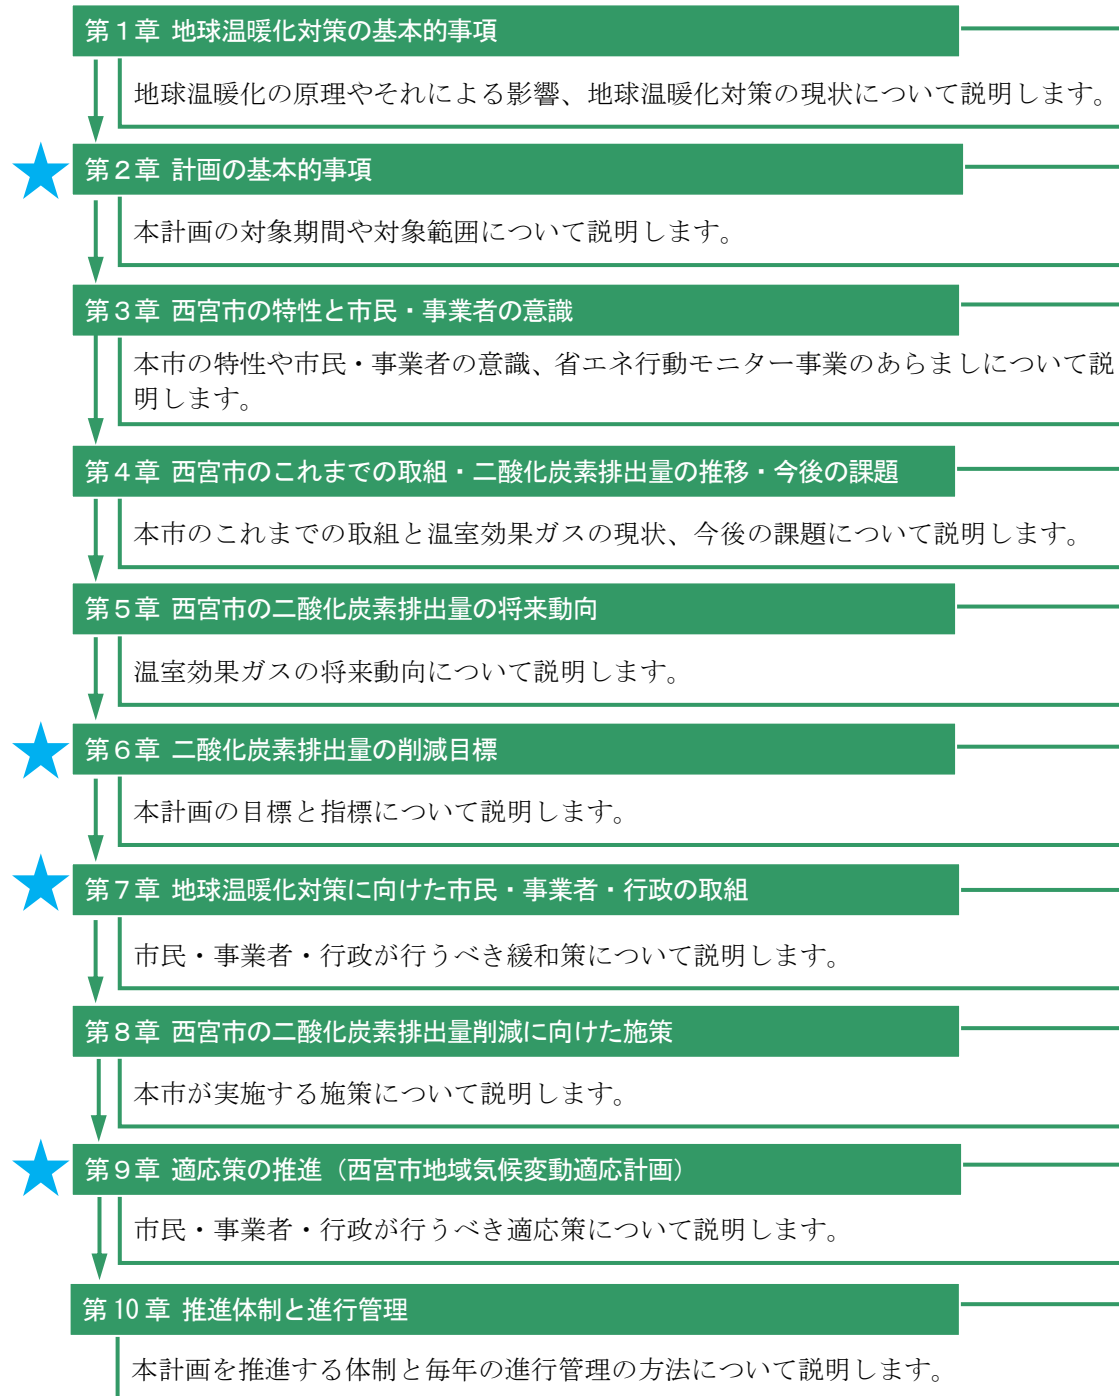 第1章 地球温暖化対策の基本的事項
地球温暖化の原理やそれによる影響、地球温暖化対策の現状について説明します。
第2章 計画の基本的事項
本計画の対象期間や対象範囲について説明します。
第3章 西宮市の特性と市民・事業者の意識
本市の特性や市民・事業者の意識、省エネ行動モニター事業のあらましについて説
明します。
第4章 西宮市のこれまでの取組・二酸化炭素排出量の推移・今後の課題
本市のこれまでの取組と温室効果ガスの現状、今後の課題について説明します。
第5章 西宮市の二酸化炭素排出量の将来動向
温室効果ガスの将来動向について説明します。
第6章 二酸化炭素排出量の削減目標
本計画の目標と指標について説明します。
第7章 地球温暖化対策に向けた市民・事業者・行政の取組
市民・事業者・行政が行うべき緩和策について説明します。
第8章 西宮市の二酸化炭素排出量削減に向けた施策
本市が実施する施策について説明します。
第9章 適応策の推進（西宮市地域気候変動適応計画）
市民・事業者・行政が行うべき適応策について説明します。
第10章 推進体制と進行管理
本計画を推進する体制と毎年の進行管理の方法について説明します。